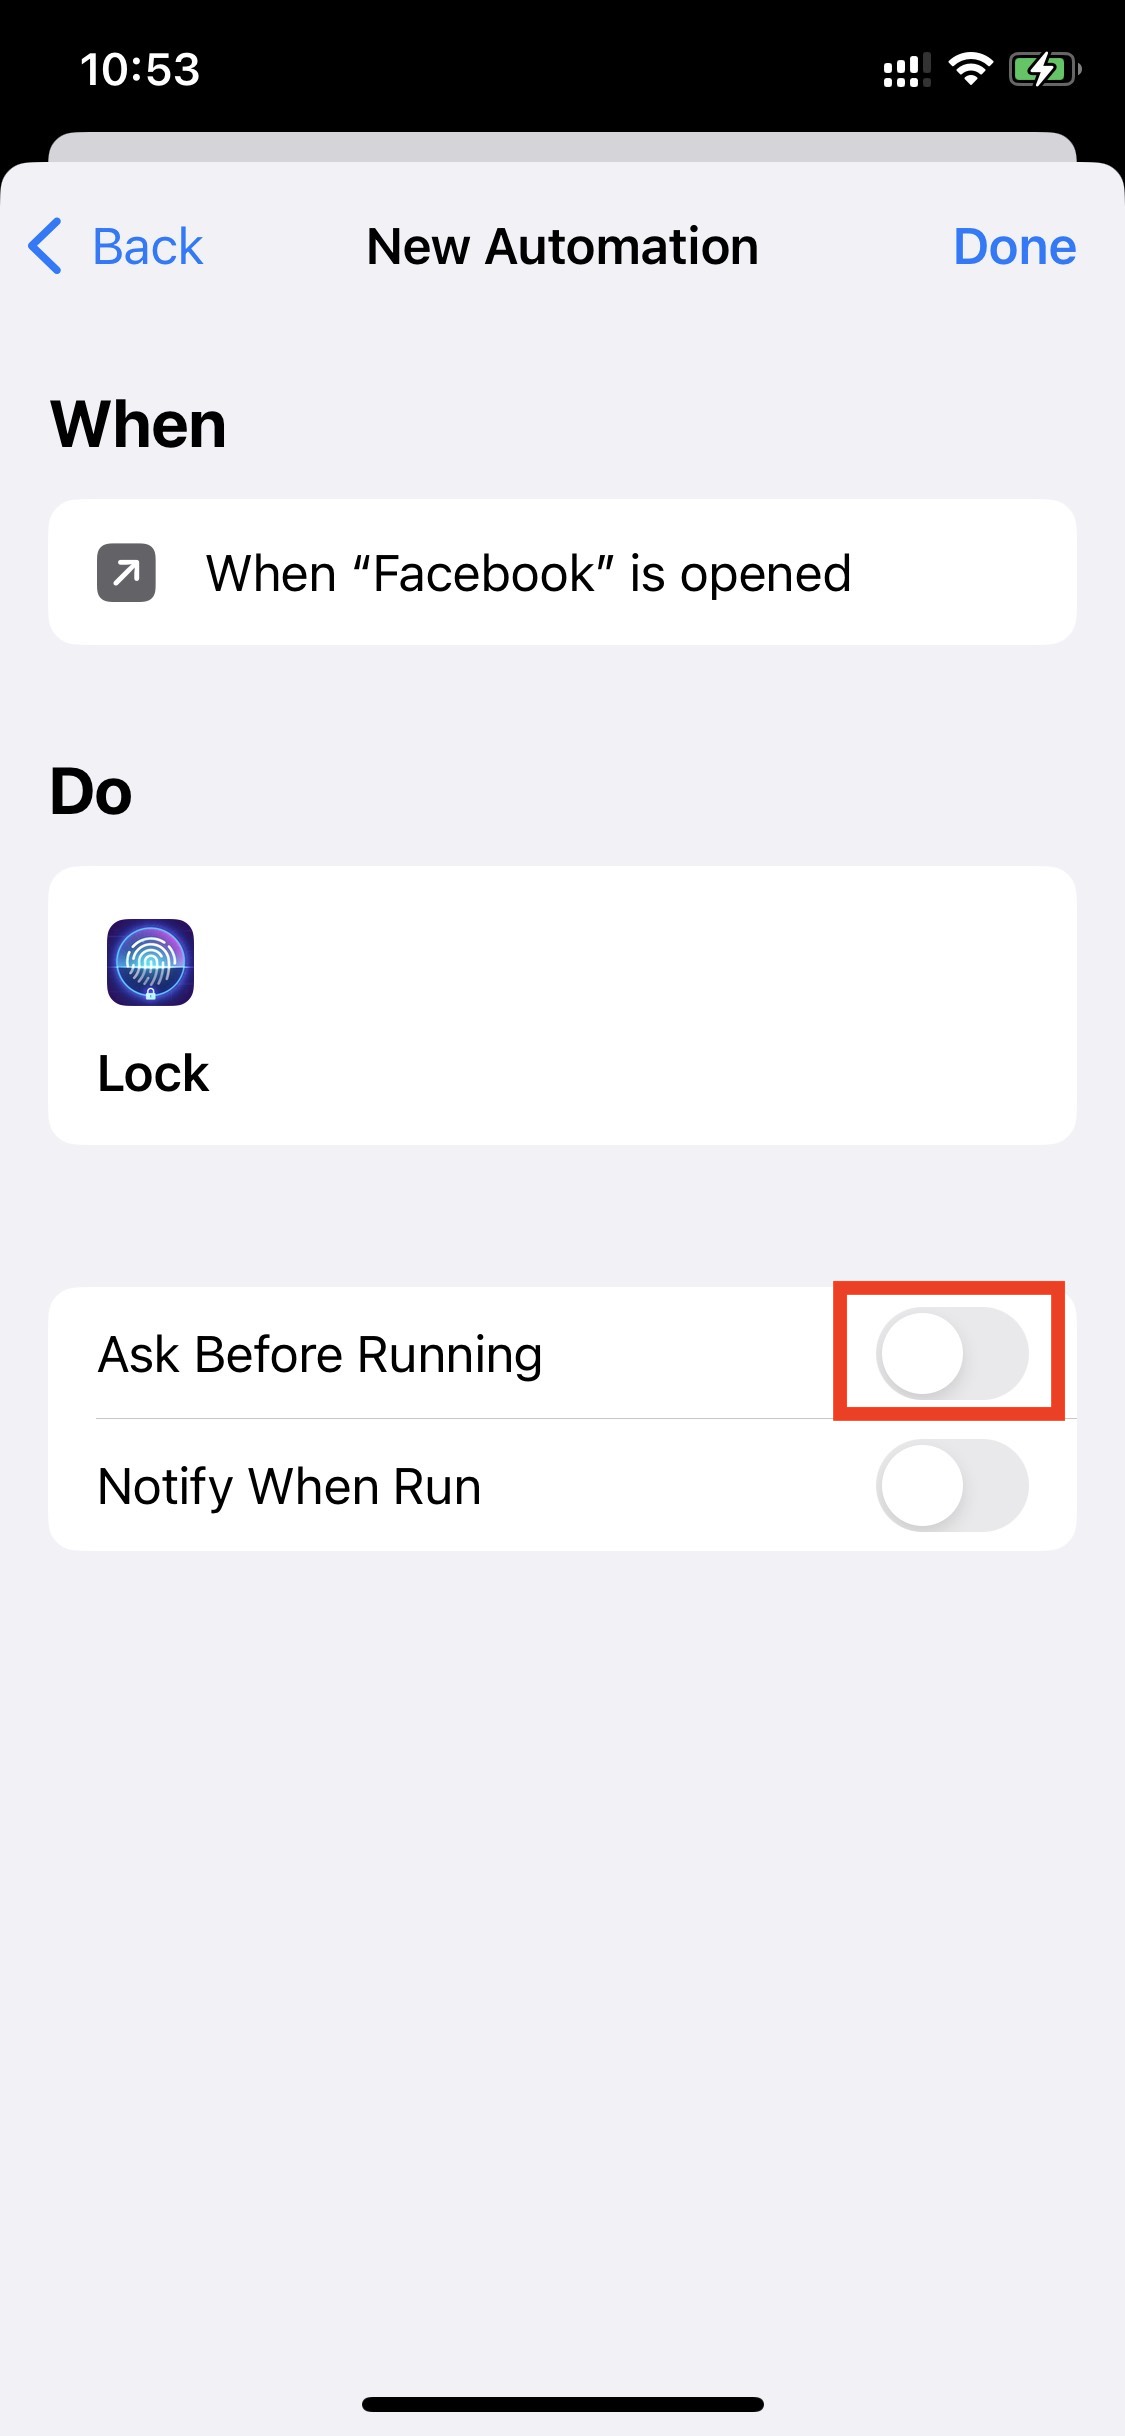 10:53
Back
New Automation
Done
When
When “Facebook” is opened
Do
Lock
Ask Before Running
Notify When Run